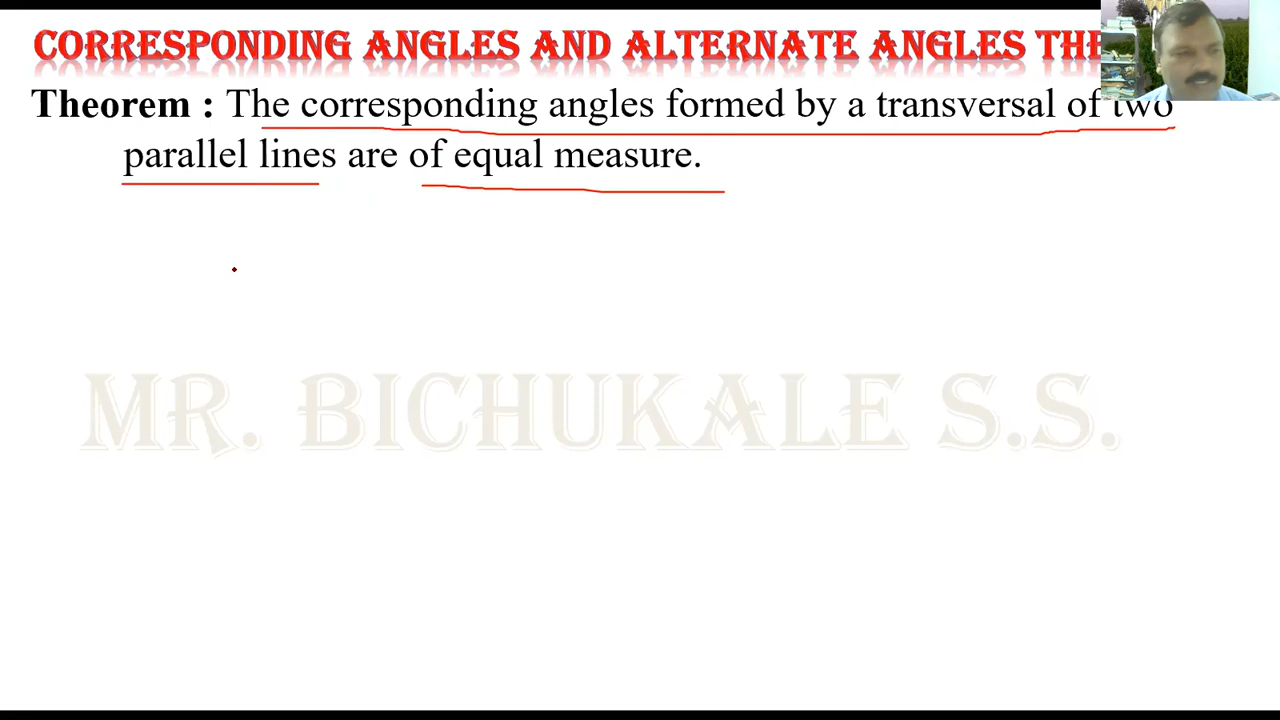 CORRESPONDING ANGLES AND ALTERNATE ANGLES
Theorem : The corresponding angles formed by a transversal of two
parallel lines are of equal measure.
MR. BICHUKALE S.S.